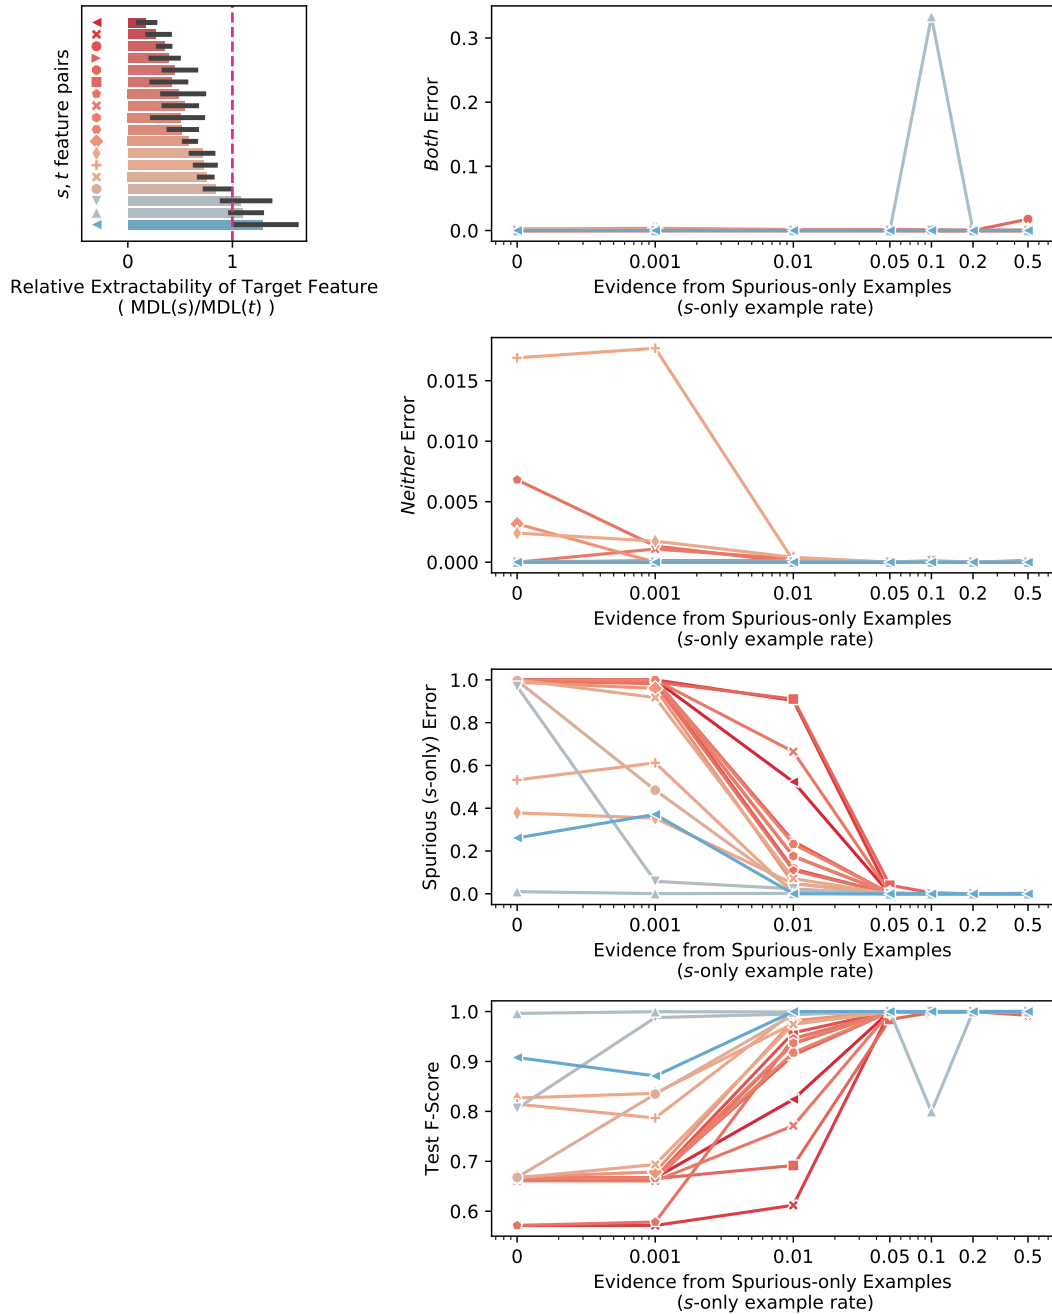 s, t feature pairs
0 1
Relative Extractability of Target Feature
( MDL(s)/MDL(t) )
Both Error
0.3
0.2
0.1
0.0
0 0.001 0.01 0.05 0.1 0.2 0.5
Evidence from Spurious-only Examples
(s-only example rate)
Neither Error
0.015
0.010
0.005
0.000
0 0.001 0.01 0.05 0.1 0.2 0.5
Evidence from Spurious-only Examples
(s-only example rate)
Spurious (s-only) Error
1.0
0.8
0.6
0.4
0.2
0.0
0 0.001 0.01 0.05 0.1 0.2 0.5
Evidence from Spurious-only Examples
(s-only example rate)
Test F-Score
1.0
0.9
0.8
0.7
0.6
0 0.001 0.01 0.05 0.1 0.2 0.5
Evidence from Spurious-only Examples
(s-only example rate)